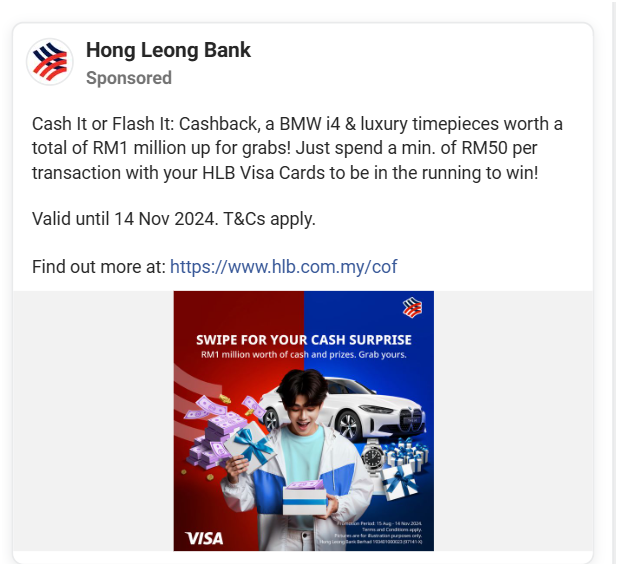 Hong Leong Bank
Sponsored
Cash It or Flash It: Cashback, a BMW i4 & luxury timepieces worth a
total of RM1 million up for grabs! Just spend a min. of RM50 per
transaction with your HLB Visa Cards to be in the running to win!
Valid until 14 Nov 2024. T&Cs apply.
Find out more at: https://www.hlb.com.my/cof
SWIPE FOR YOUR CASH SURPRISE
RM1 million worth of cash and prizes. Grab yours.
VISA
Promotion Period: 15 Aug - 14 Nov 2024.
Terms and Conditions apply.
Pictures are for illustration purposes only.
Hong Leong Bank Berhad